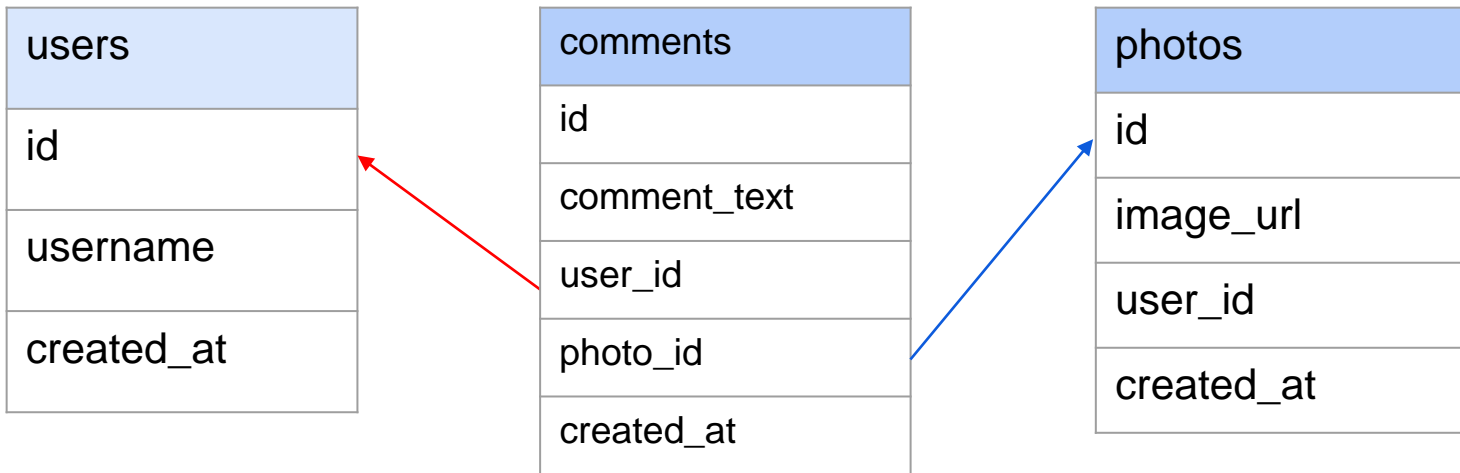 users
id
username
created_at
comments
id
comment_text
user_id
photo_id
created_at
photos
id
image_url
user_id
created_at